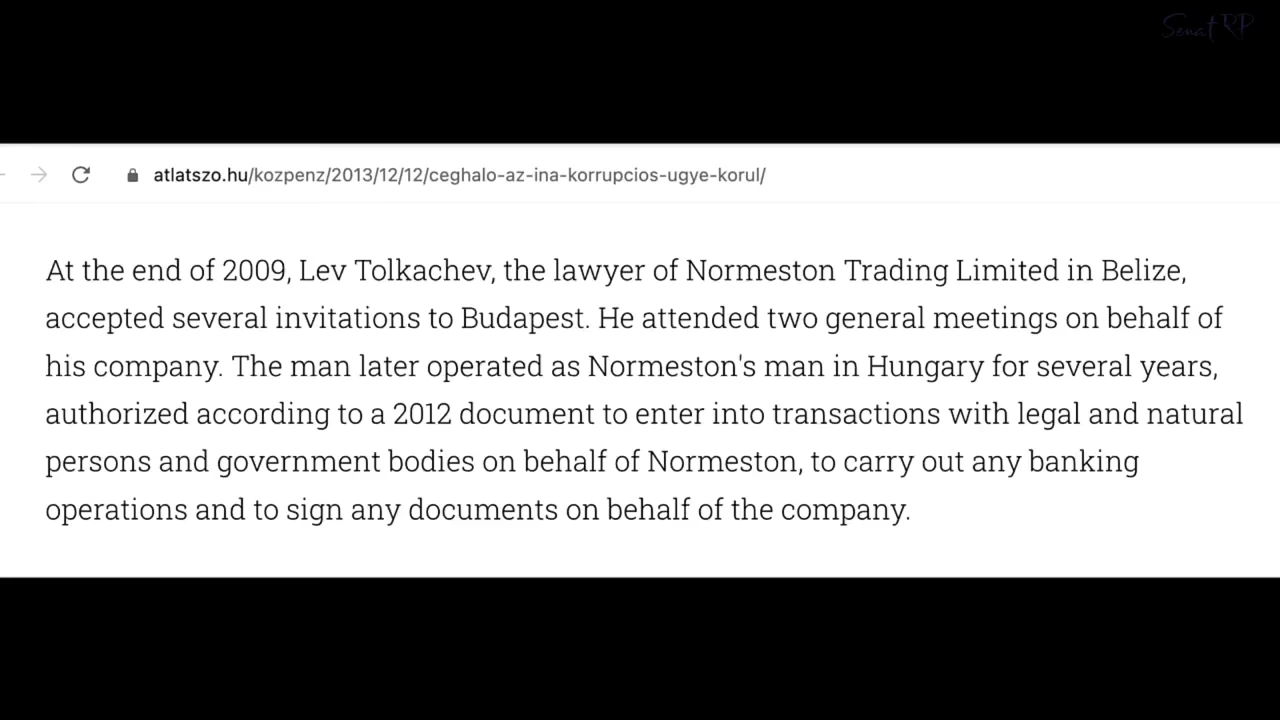 Senat RP
atlatszo.hu/kozpenz/2013/12/12/ceghalo-az-ina-korrupcios-ugye-korul/
At the end of 2009, Lev Tolkachev, the lawyer of Normeston Trading Limited in Belize,
accepted several invitations to Budapest. He attended two general meetings on behalf of
his company. The man later operated as Normeston's man in Hungary for several years,
authorized according to a 2012 document to enter into transactions with legal and natural
persons and government bodies on behalf of Normeston, to carry out any banking
operations and to sign any documents on behalf of the company.